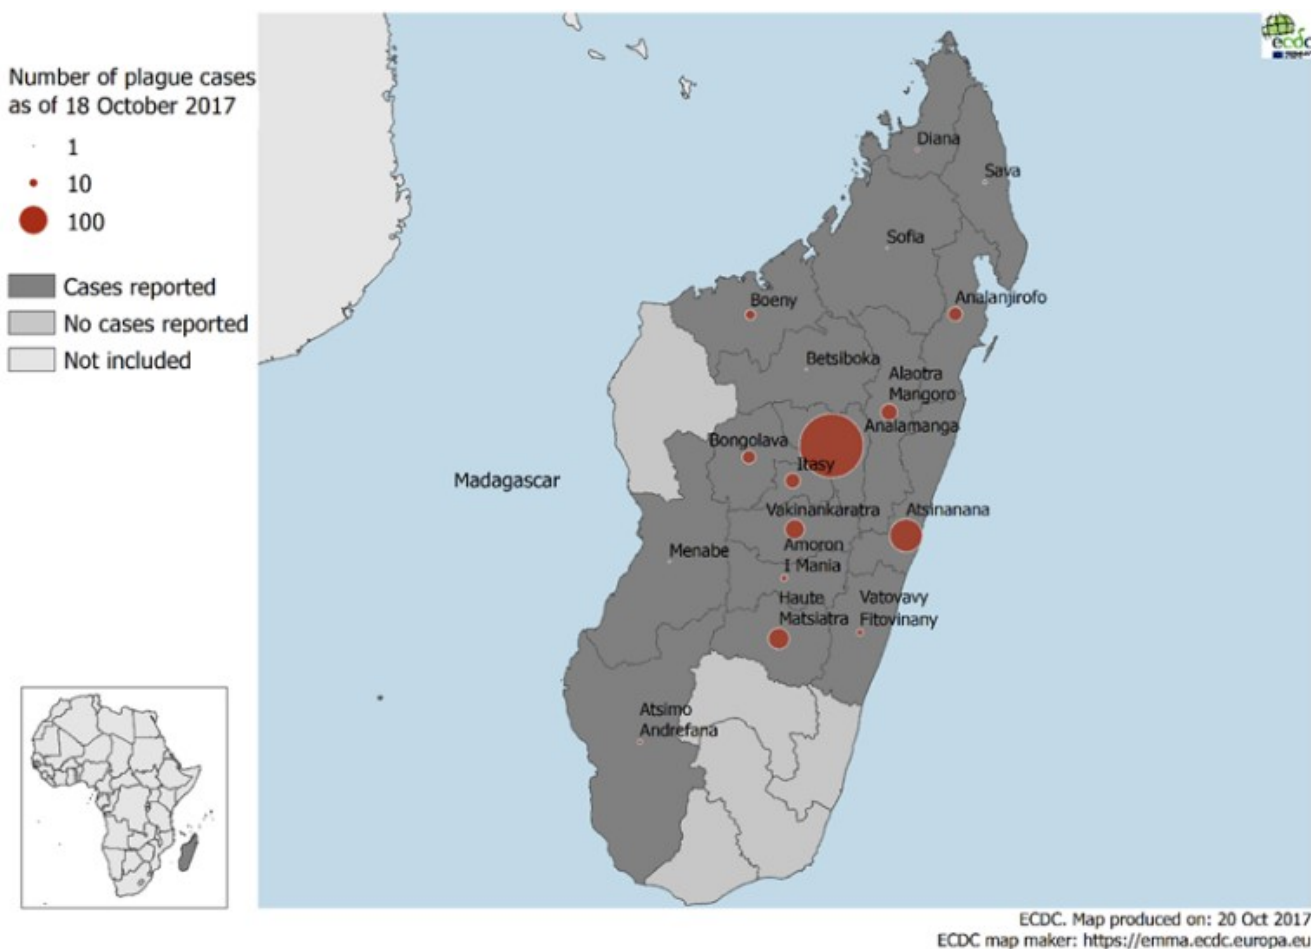 Number of plague cases
as of 18 October 2017
1
10
100
Cases reported
No cases reported
Not included
ecdc
Diana
Sava
Sofia
Boeny
Analanjirofo
Betsiboka
Alaotra
Mangoro
Analamanga
Bongolava
Itasy
Madagascar
Vakinankaratra
Atsinanana
Amoron
I Mania
Menabe
Haute
Matsiatra
Vatovavy
Fitovinany
Atsimo
Andrefana
ECDC. Map produced on: 20 Oct 2017
ECDC map maker: https://emma.ecdc.europa.eu